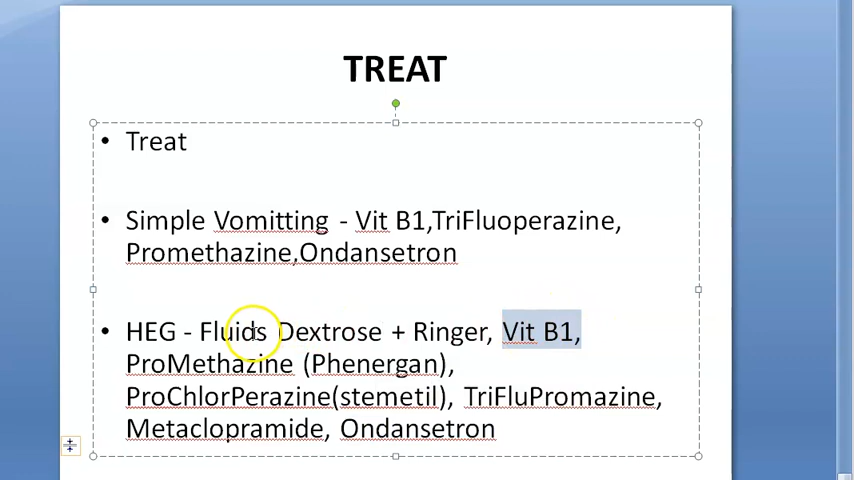 TREAT
• Treat
• Simple Vomitting - Vit B1,TriFluoperazine,
Promethazine,Ondansetron
• HEG - Fluids Dextrose + Ringer, Vit B1,
ProMethazine (Phenergan),
ProChlorPerazine(stemetil), TriFluPromazine,
Metaclopramide, Ondansetron